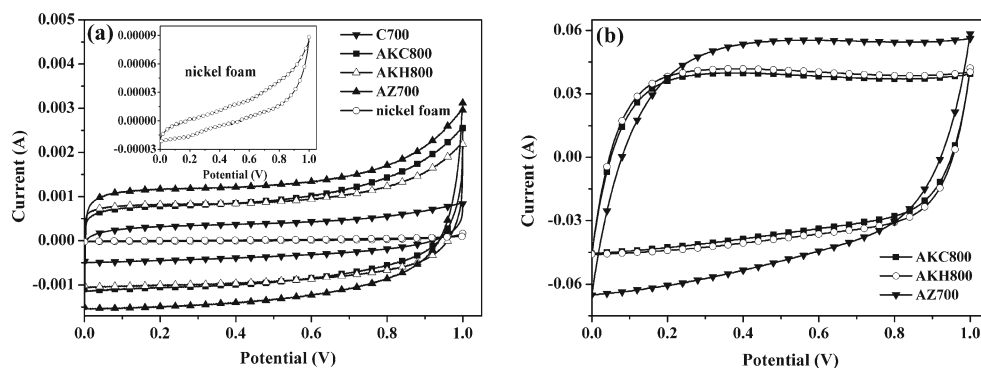 (a)
0.005
0.004
0.003
0.002
0.001
0.000
-0.001
Current (A)
0.0 0.2 0.4 0.6 0.8 1.0
Potential (V)
0.00009
0.00006
0.00003
0.00000
-0.00003
nickel foam
0.0 0.2 0.4 0.6 0.8 1.0
Potential (V)
C700
AKC800
AKH800
AZ700
nickel foam
(b)
0.06
0.03
0.00
-0.03
-0.06
Current (A)
0.0 0.2 0.4 0.6 0.8 1.0
Potential (V)
AKC800
AKH800
AZ700